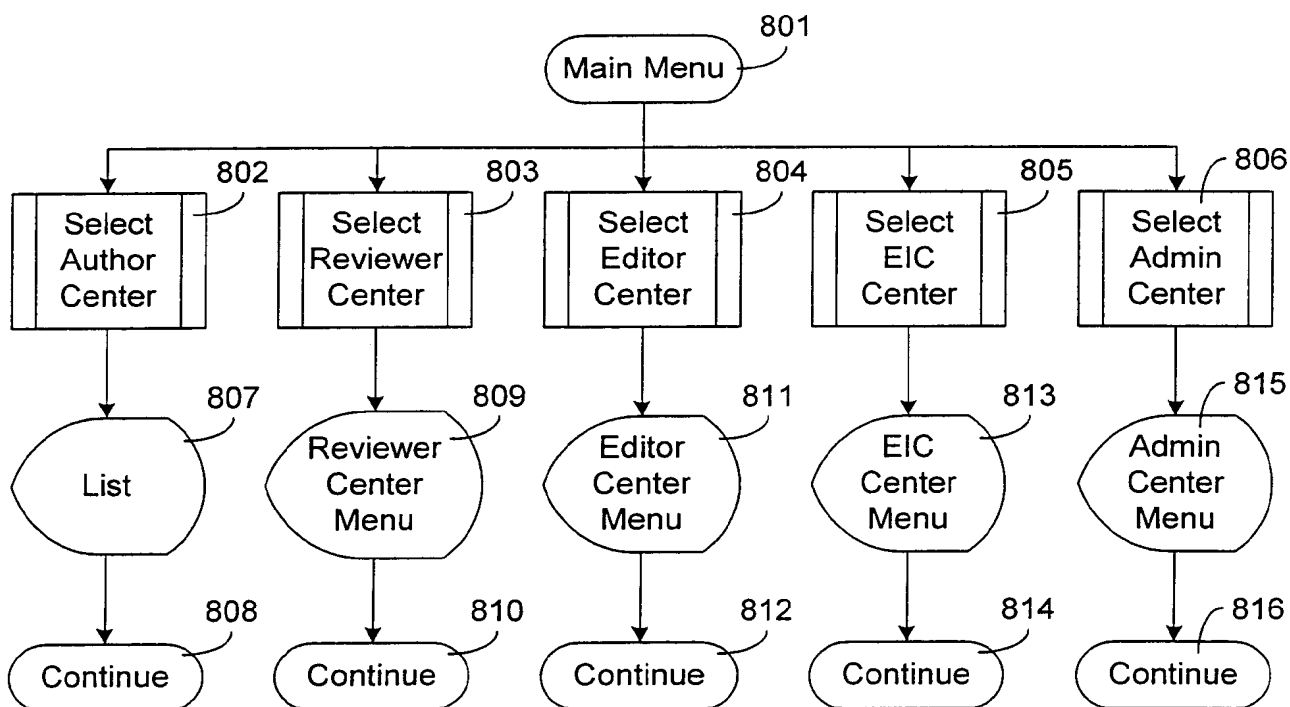 801
Main Menu
802
803
804
805
806
Select
Author
Center
Select
Reviewer
Center
Select
Editor
Center
Select
EIC
Center
Select
Admin
Center
807
809
811
813
815
List
Reviewer
Center
Menu
Editor
Center
Menu
EIC
Center
Menu
Admin
Center
Menu
808
810
812
814
816
Continue
Continue
Continue
Continue
Continue